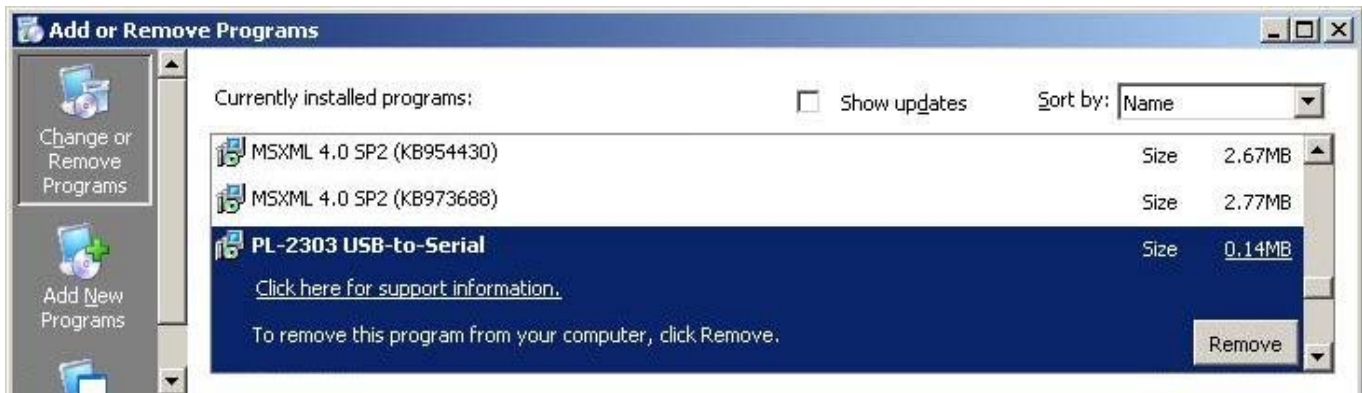 Add or Remove Programs
Change or
Remove
Programs
Add New
Programs
Currently installed programs:
Show updates
Sort by: Name
MSXML 4.0 SP2 (KB954430) Size 2.67MB
MSXML 4.0 SP2 (KB973688) Size 2.77MB
PL-2303 USB-to-Serial Size 0.14MB
Click here for support information.
To remove this program from your computer, click Remove.
Remove